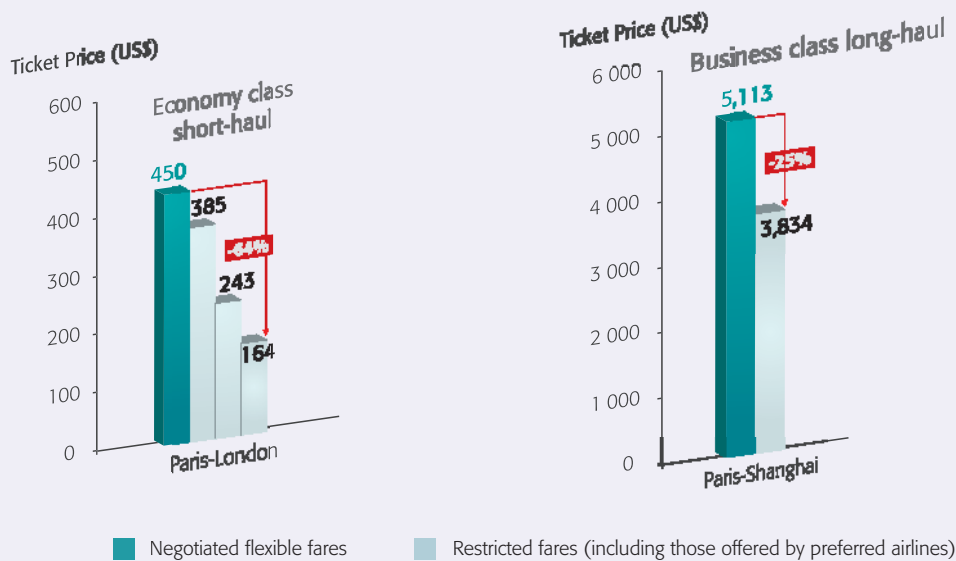 Ticket Price (US$)
Economy class
short-haul
600
500
400
300
200
100
0
450
385
243
164
-64%
Paris-London
Ticket Price (US$)
Business class long-haul
6 000
5 000
4 000
3 000
2 000
1 000
0
5,113
-25%
3,834
Paris-Shanghai
Negotiated flexible fares
Restricted fares (including those offered by preferred airlines)